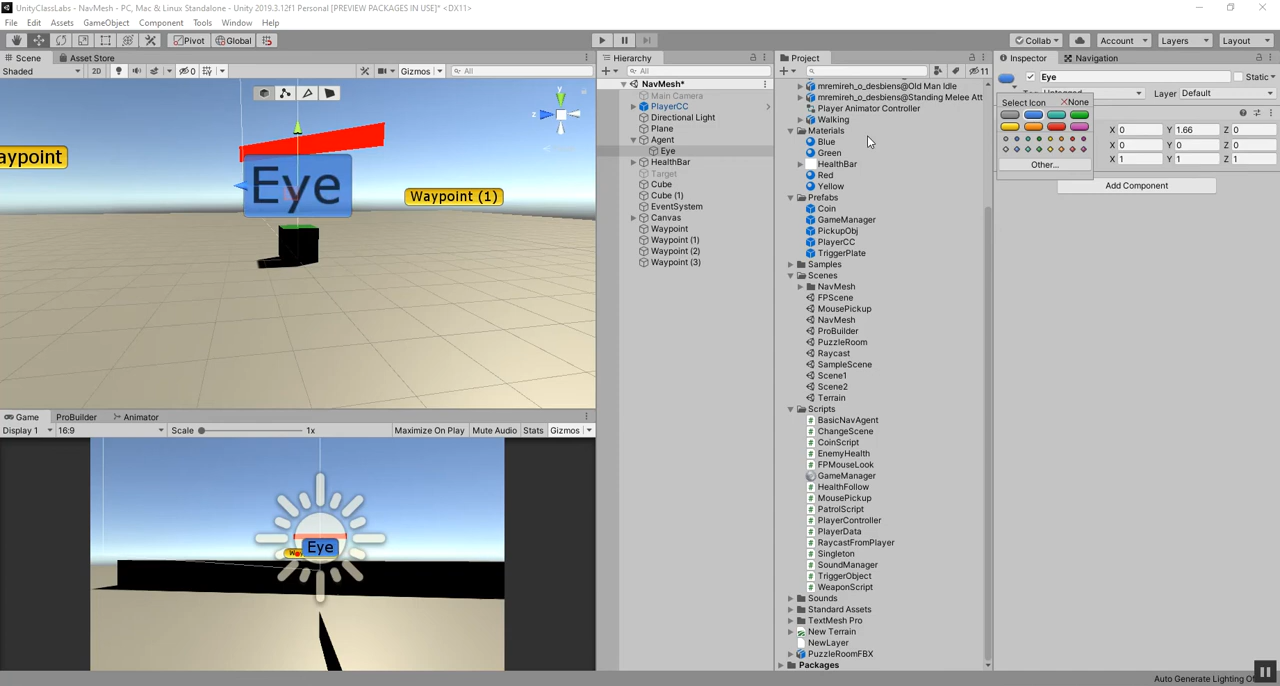 UnityClassLabs - NavMesh - PC, Mac & Linux Standalone - Unity 2019.3.12f1 Personal [PREVIEW PACKAGES IN USE]* <DX11>
File Edit Assets GameObject Component Tools Window Help
Pivot Global Collab Account Layers Layout
Scene Asset Store
Shaded 2D 0 Gizmos All
y
z
aypoint
Eye
Waypoint (1)
Game ProBuilder Animator
Display 1 16:9 Scale 1x Maximize On Play Mute Audio Stats Gizmos
Eye
Hierarchy
All
NavMesh*
Main Camera
PlayerCC
Directional Light
Plane
Agent
Eye
HealthBar
Target
Cube
Cube (1)
EventSystem
Canvas
Waypoint
Waypoint (1)
Waypoint (2)
Waypoint (3)
Project
11
mremireh_o_desbiens@Old Man Idle
mremireh_o_desbiens@Standing Melee Att
Player Animator Controller
Walking
Materials
Blue
Green
HealthBar
Red
Yellow
Prefabs
Coin
GameManager
PickupObj
PlayerCC
TriggerPlate
Samples
Scenes
NavMesh
FPScene
MousePickup
NavMesh
ProBuilder
PuzzleRoom
Raycast
SampleScene
Scene1
Scene2
Terrain
Scripts
BasicNavAgent
ChangeScene
CoinScript
EnemyHealth
FPMouseLook
GameManager
HealthFollow
MousePickup
PatrolScript
PlayerController
PlayerData
RaycastFromPlayer
Singleton
SoundManager
TriggerObject
WeaponScript
Sounds
Standard Assets
TextMesh Pro
New Terrain
NewLayer
PuzzleRoomFBX
Packages
Inspector Navigation
Eye Static
Layer Default
Select Icon None
Other...
X 0 Y 1.66 Z 0
X 0 Y 0 Z 0
X 1 Y 1 Z 1
Add Component
Auto Generate Lighting